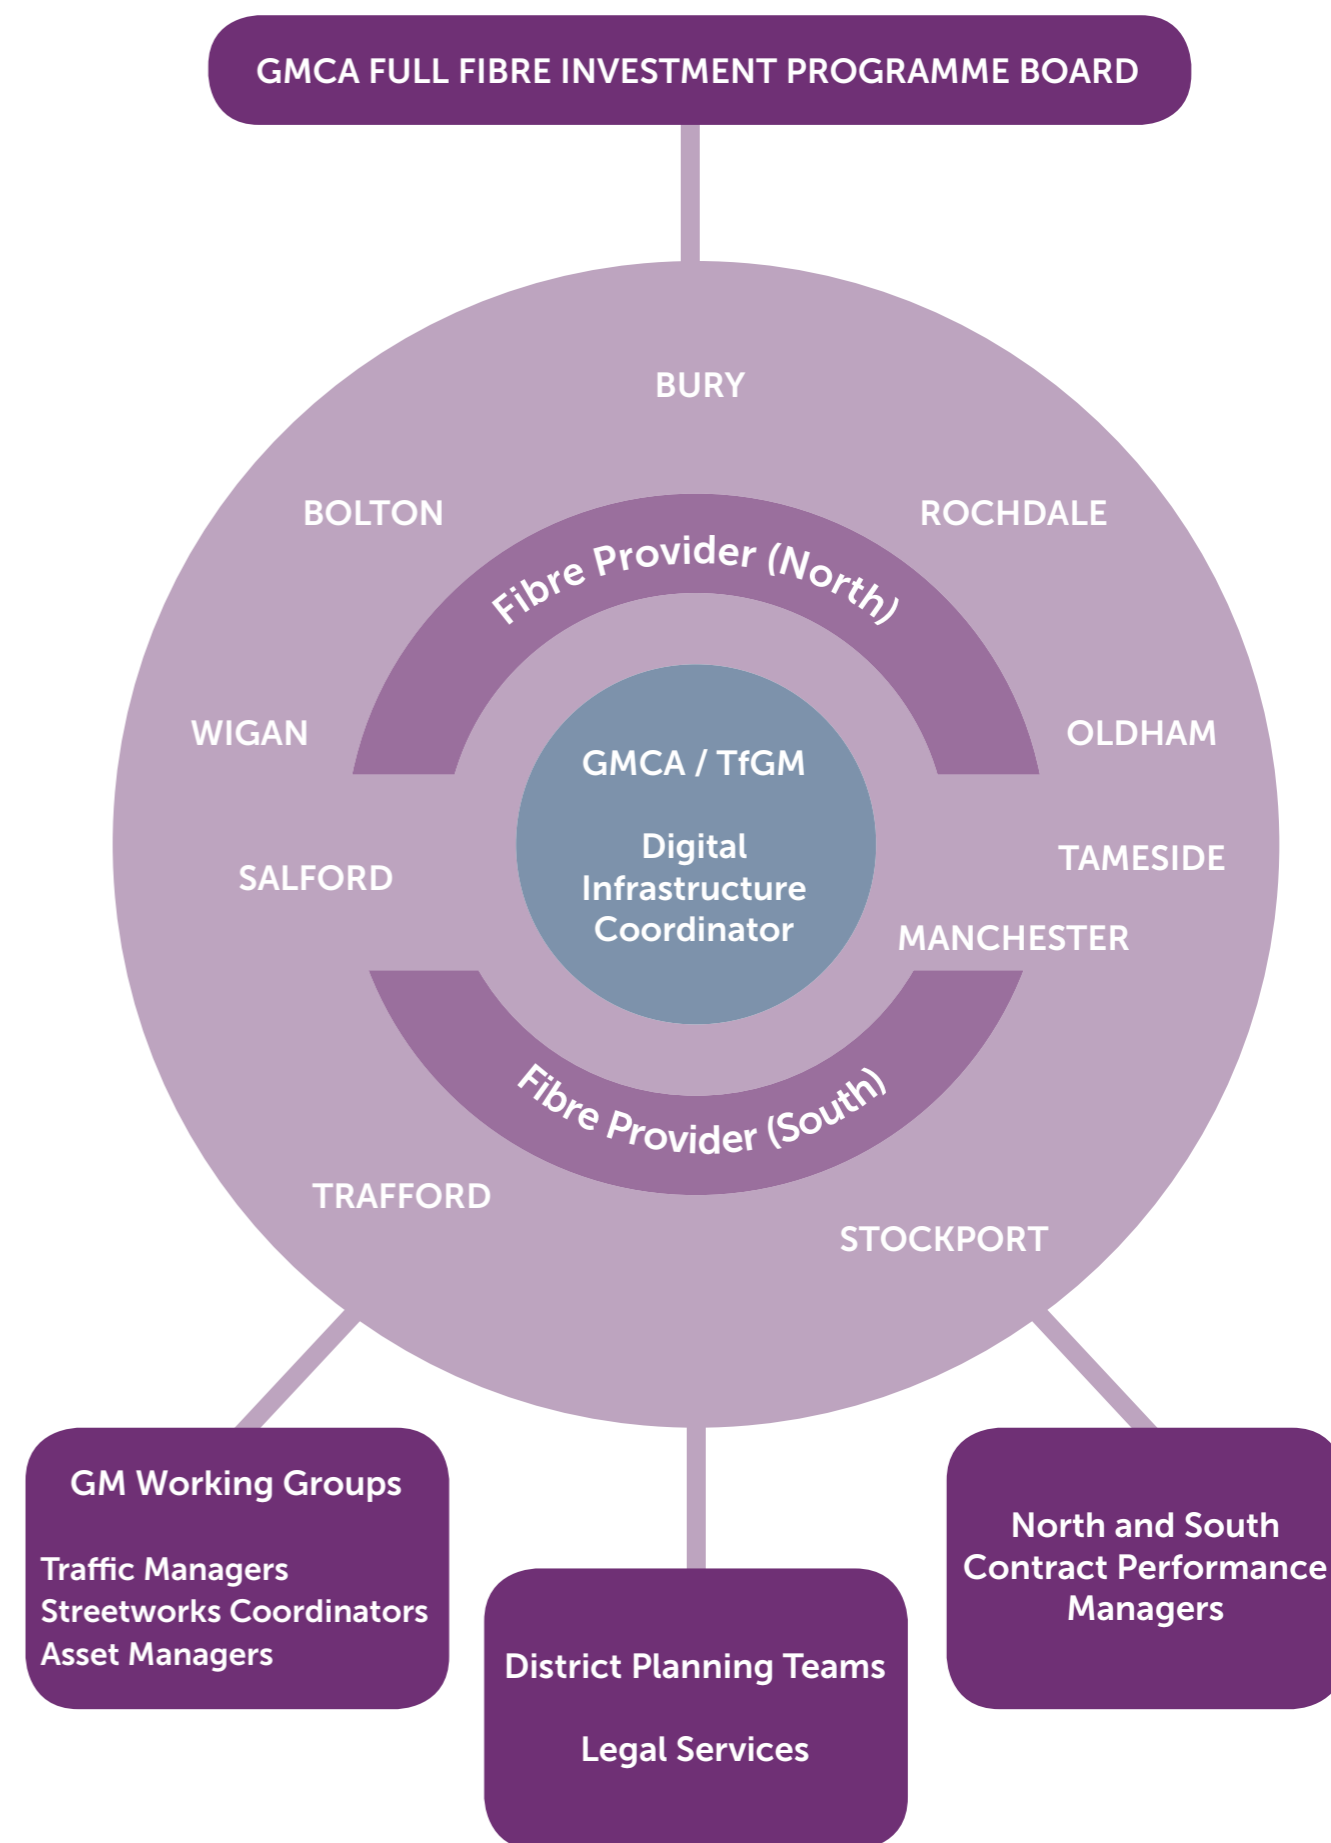 GMCA FULL FIBRE INVESTMENT PROGRAMME BOARD
BURY
BOLTON
ROCHDALE
Fibre Provider (North)
WIGAN
OLDHAM
GMCA / TfGM
Digital
Infrastructure
Coordinator
SALFORD
TAMESIDE
MANCHESTER
Fibre Provider (South)
TRAFFORD
STOCKPORT
GM Working Groups
Traffic Managers
Streetworks Coordinators
Asset Managers
District Planning Teams
Legal Services
North and South
Contract Performance
Managers